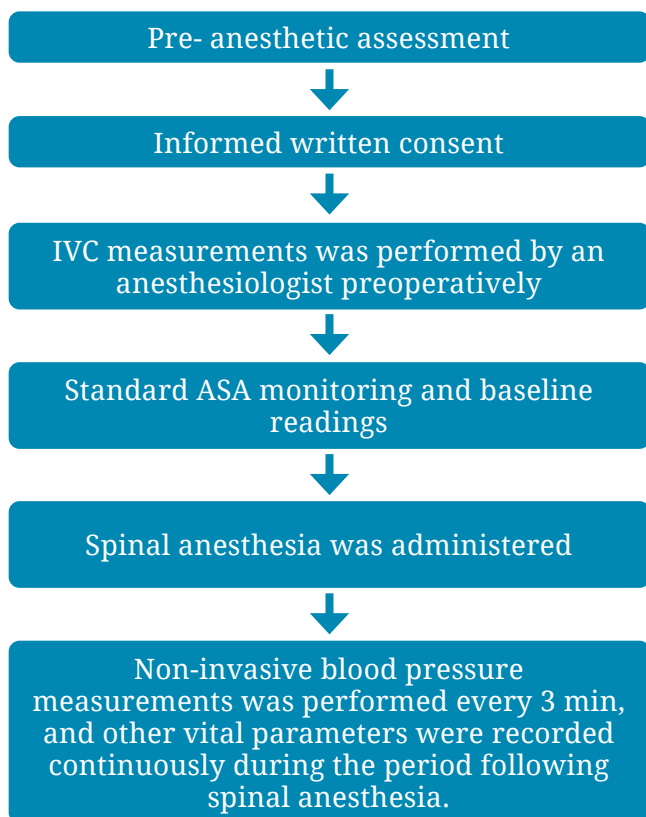 Pre- anesthetic assessment
Informed written consent
IVC measurements was performed by an
anesthesiologist preoperatively
Standard ASA monitoring and baseline
readings
Spinal anesthesia was administered
Non-invasive blood pressure
measurements was performed every 3 min,
and other vital parameters were recorded
continuously during the period following
spinal anesthesia.